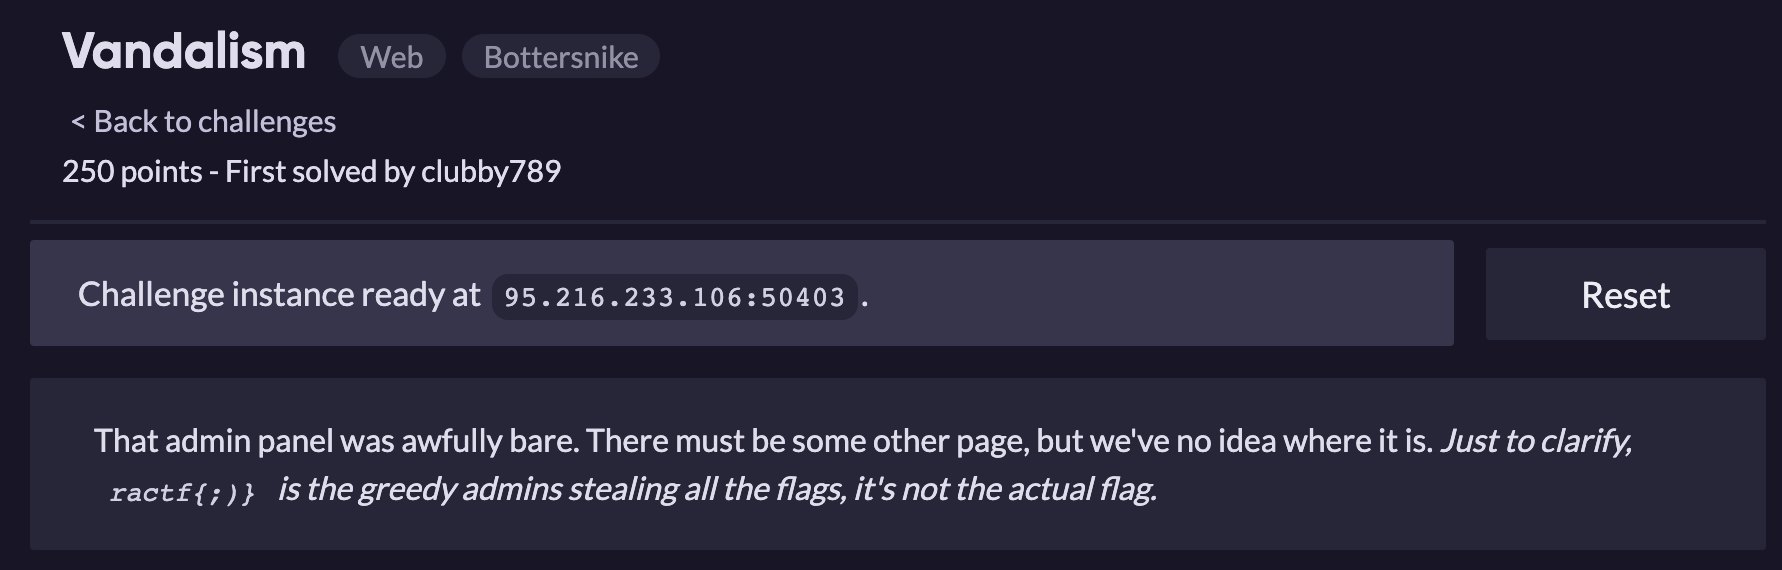 Vandalism Web Bottersnike
< Back to challenges
250 points - First solved by clubby789
Challenge instance ready at 95.216.233.106:50403 . Reset
That admin panel was awfully bare. There must be some other page, but we've no idea where it is. Just to clarify,
ractf{;)} is the greedy admins stealing all the flags, it's not the actual flag.